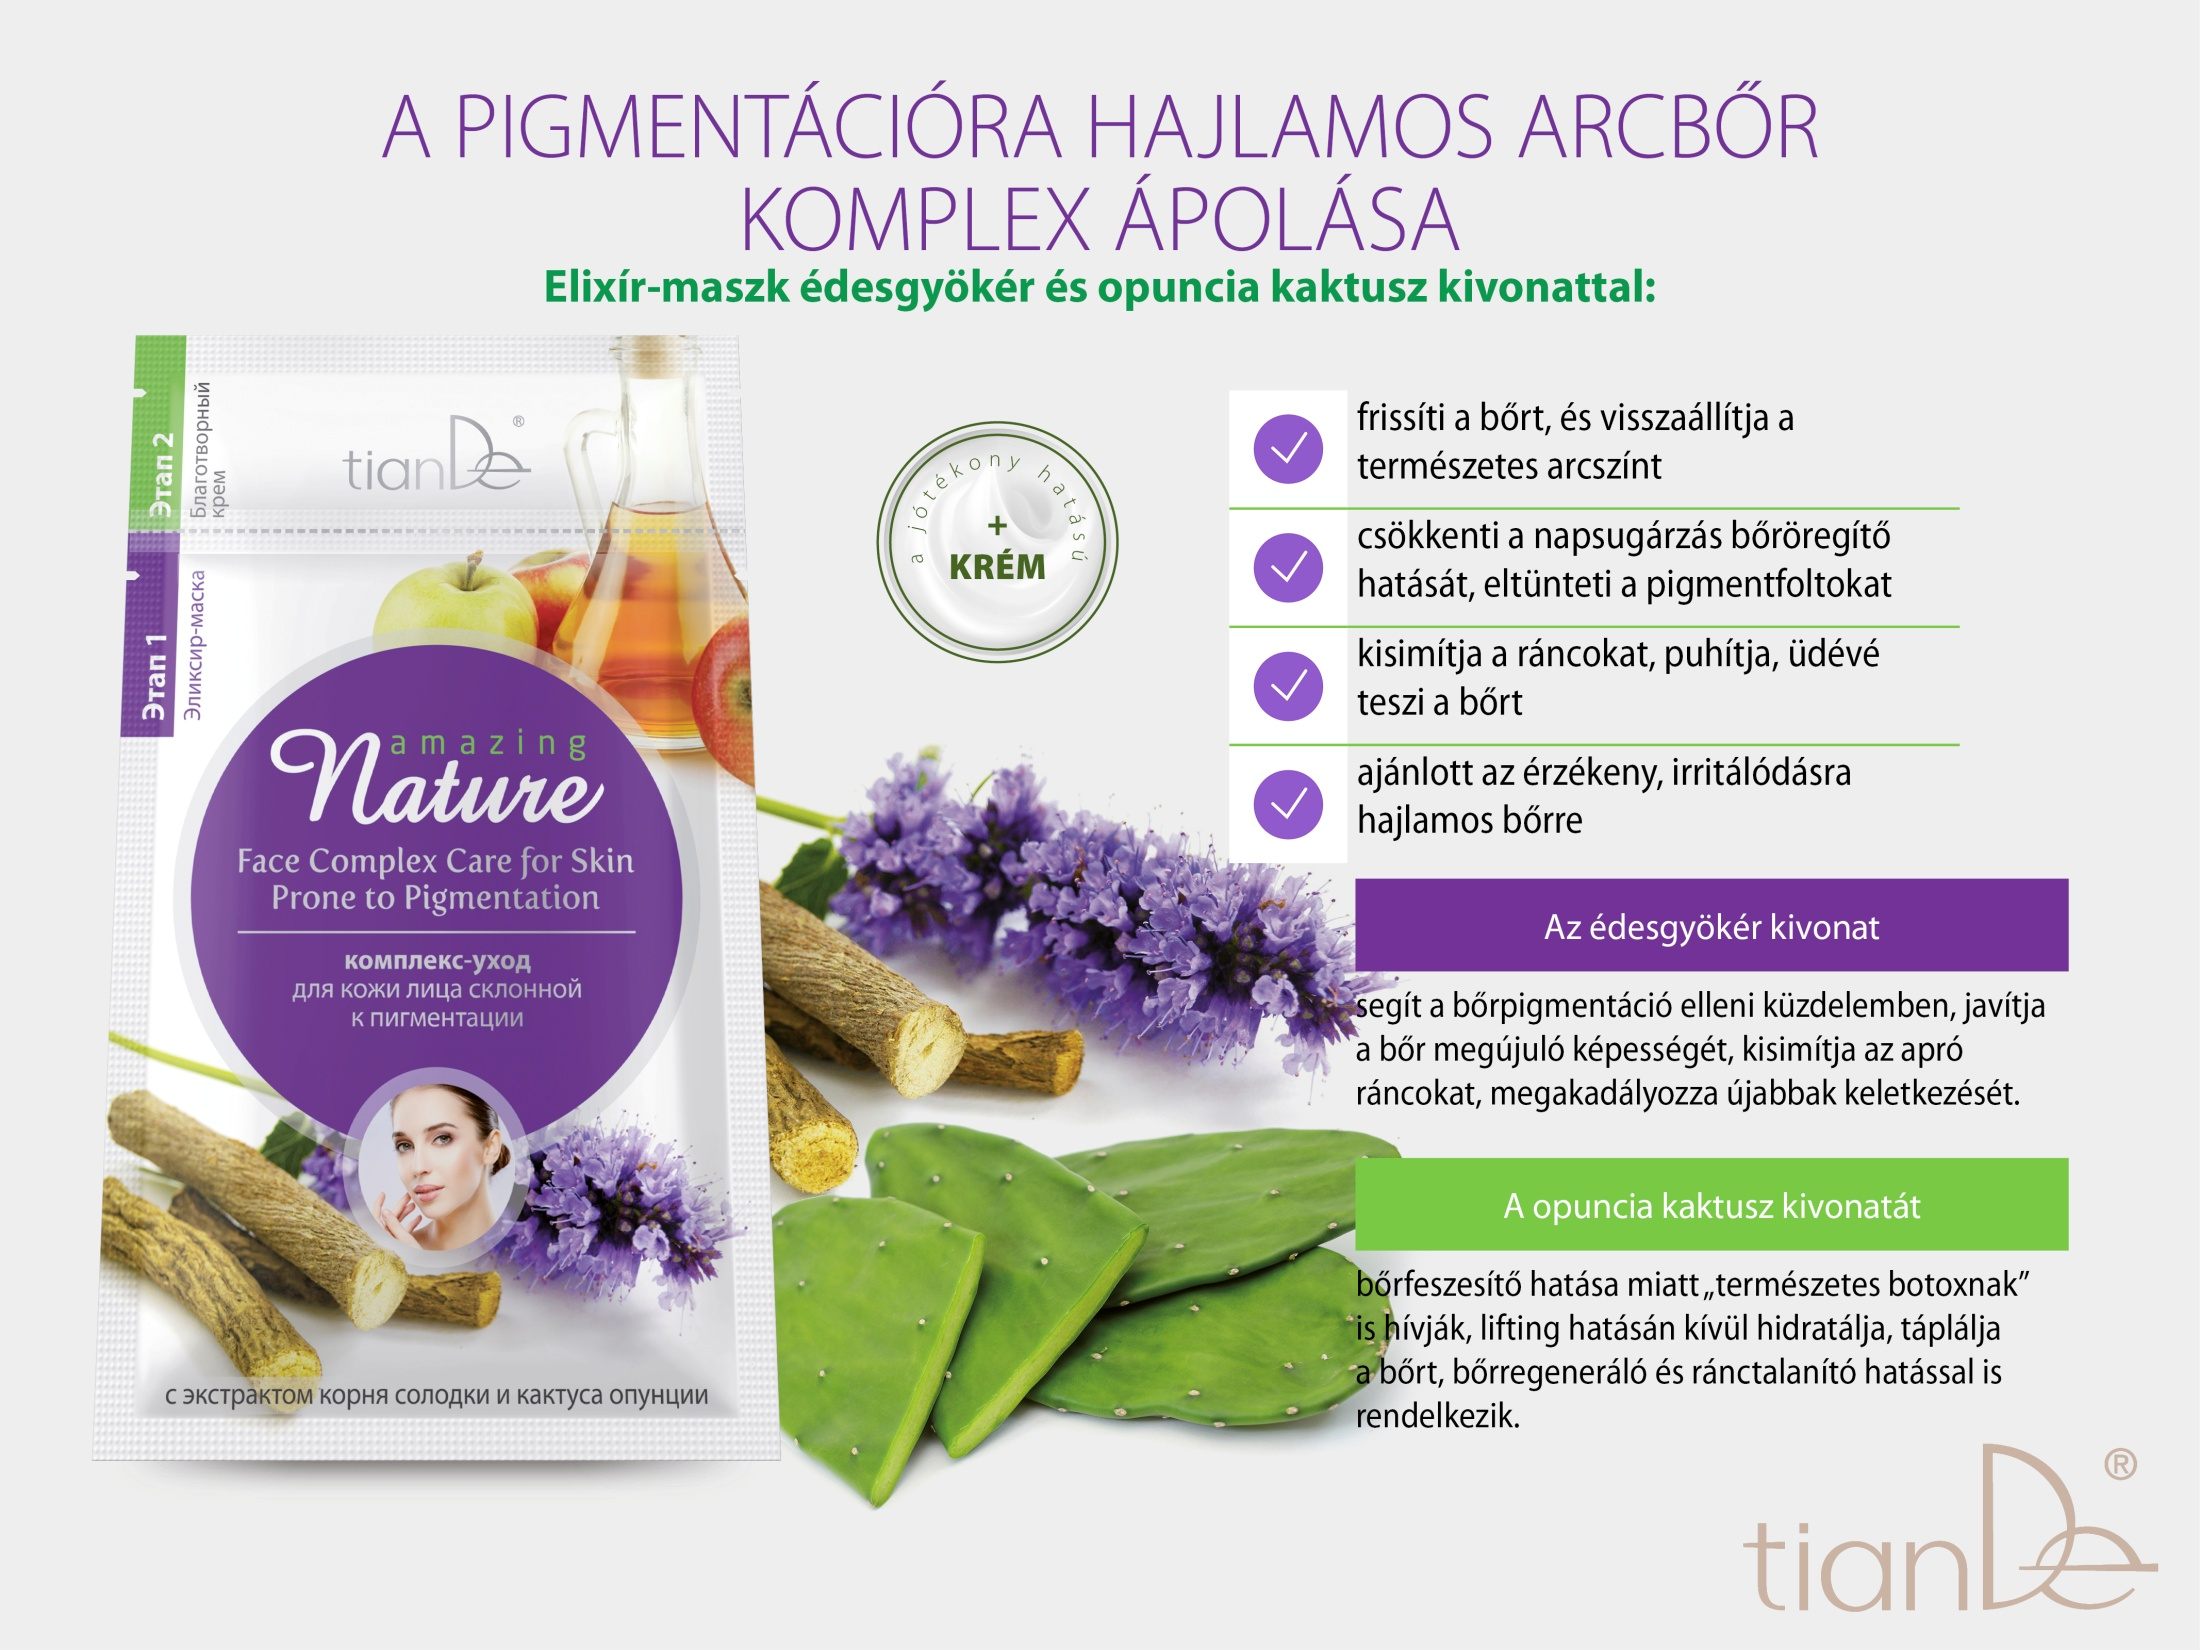 A PIGMENTÁCIÓRA HAJLAMOS ARCBŐR
KOMPLEX ÁPOLÁSA
Elixír-maszk édesgyökér és opuncia kaktusz kivonattal:
Этап 2
Благотворный
крем
tianDe®
Этап 1
Эликсир-маска
amazing
Nature
Face Complex Care for Skin
Prone to Pigmentation
комплекс-уход
для кожи лица склонной
к пигментации
с экстрактом корня солодки и кактуса опунции
a jótékony hatású
+
KRÉM
frissíti a bőrt, és visszaállítja a
természetes arcszínt
csökkenti a napsugárzás bőröregítő
hatását, eltünteti a pigmentfoltokat
kisimítja a ráncokat, puhítja, üdévé
teszi a bőrt
ajánlott az érzékeny, irritálódásra
hajlamos bőrre
Az édesgyökér kivonat
segít a bőrpigmentáció elleni küzdelemben, javítja
a bőr megújuló képességét, kisimítja az apró
ráncokat, megakadályozza újabbak keletkezését.
A opuncia kaktusz kivonatát
bőrfeszesítő hatása miatt „természetes botoxnak”
is hívják, lifting hatásán kívül hidratálja, táplálja
a bőrt, bőrregeneráló és ránctalanító hatással is
rendelkezik.
tianDe®